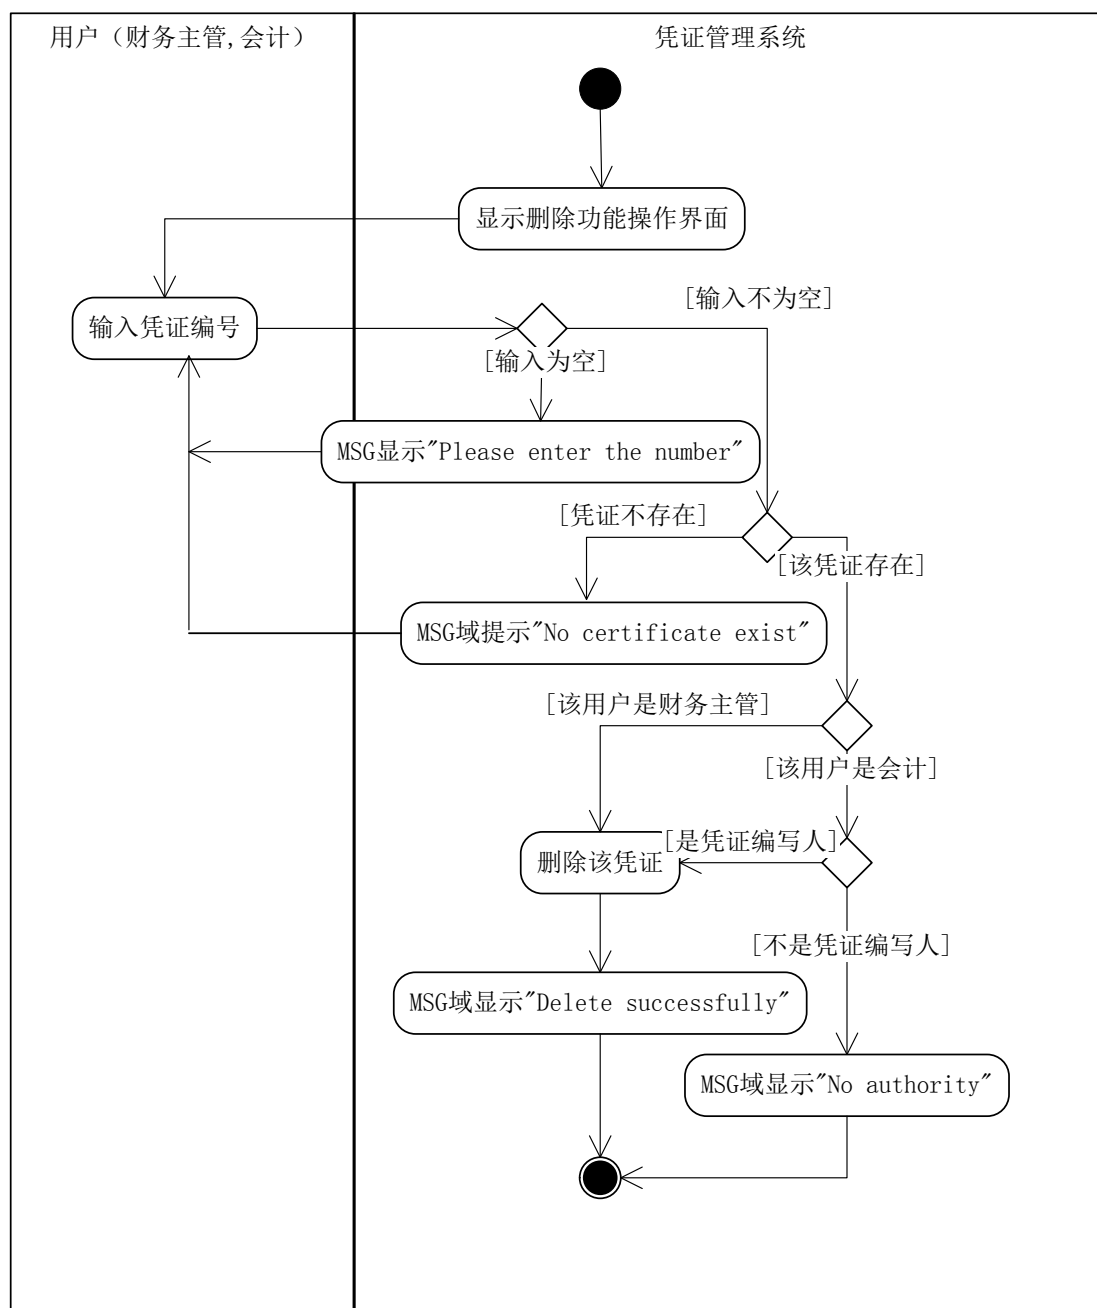 用户（财务主管,会计）
凭证管理系统
显示删除功能操作界面
[输入不为空]
输入凭证编号
[输入为空]
MSG显示"Please enter the number"
[凭证不存在]
[该凭证存在]
MSG域提示"No certificate exist"
[该用户是财务主管]
[该用户是会计]
[是凭证编写人]
删除该凭证
[不是凭证编写人]
MSG域显示"Delete successfully"
MSG域显示"No authority"